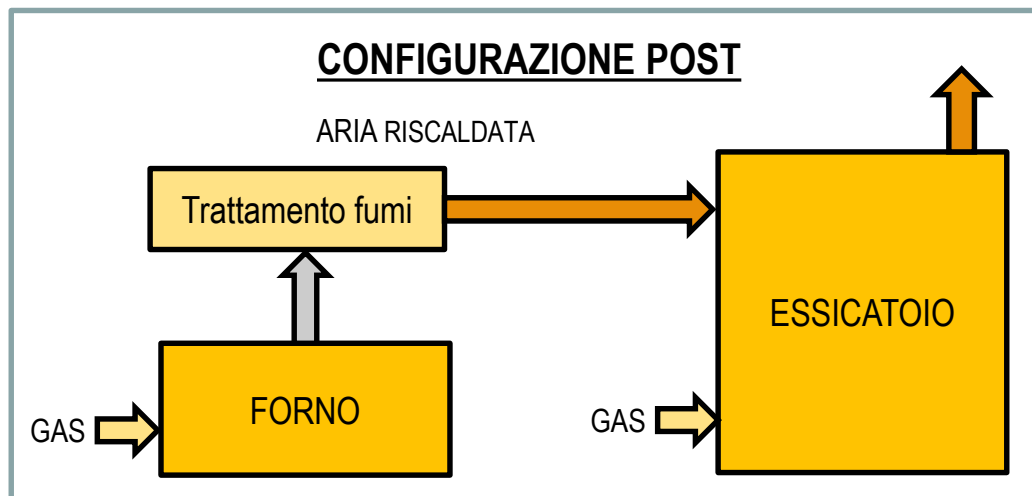 CONFIGURAZIONE POST
ARIA RISCALDATA
Trattamento fumi
ESSICATOIO
FORNO
GAS
GAS